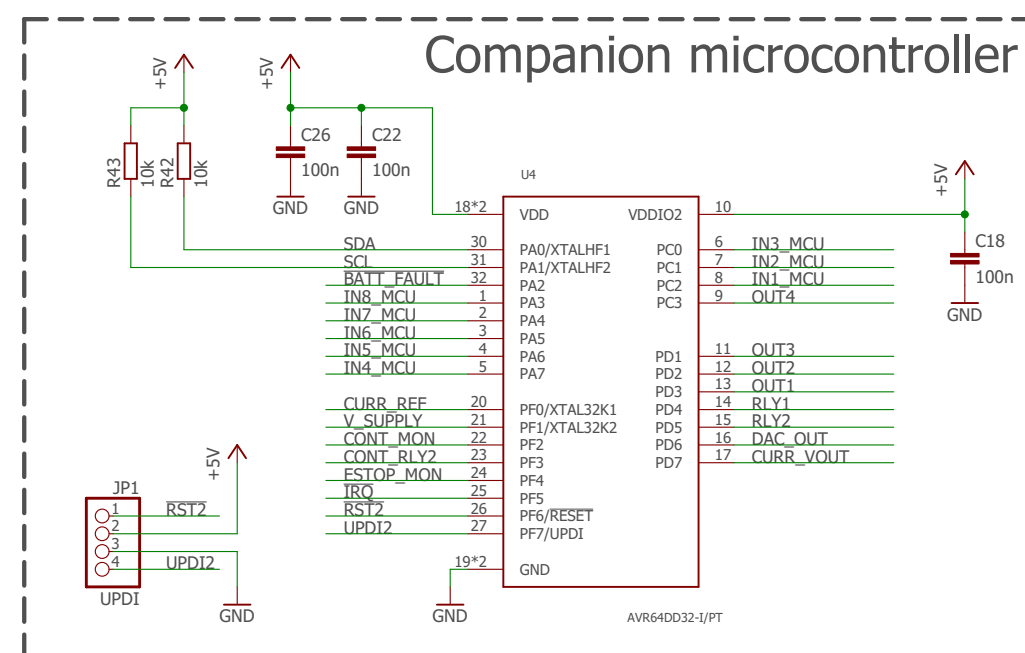 Companion microcontroller
+5V
+5V
R43
10k
R42
10k
C26
100n
C22
100n
GND
GND
U4
+5V
C18
100n
GND
18*2 VDD VDDIO2 10
SDA 30 PA0/XTALHF1 PC0 6 IN3_MCU
SCL 31 PA1/XTALHF2 PC1 7 IN2_MCU
BATT_FAULT 32 PA2 PC2 8 IN1_MCU
IN8_MCU 1 PA3 PC3 9 OUT4
IN7_MCU 2 PA4
IN6_MCU 3 PA5
IN5_MCU 4 PA6 PD1 11 OUT3
IN4_MCU 5 PA7 PD2 12 OUT2
PD3 13 OUT1
CURR_REF 20 PF0/XTAL32K1 PD4 14 RLY1
V_SUPPLY 21 PF1/XTAL32K2 PD5 15 RLY2
CONT_MON 22 PF2 PD6 16 DAC_OUT
CONT_RLY2 23 PF3 PD7 17 CURR_VOUT
ESTOP_MON 24 PF4
IRQ 25 PF5
RST2 26 PF6/RESET
UPDI2 27 PF7/UPDI
19*2 GND
GND
AVR64DD32-I/PT
+5V
JP1
1 RST2
2
3
4 UPDI2
UPDI
GND